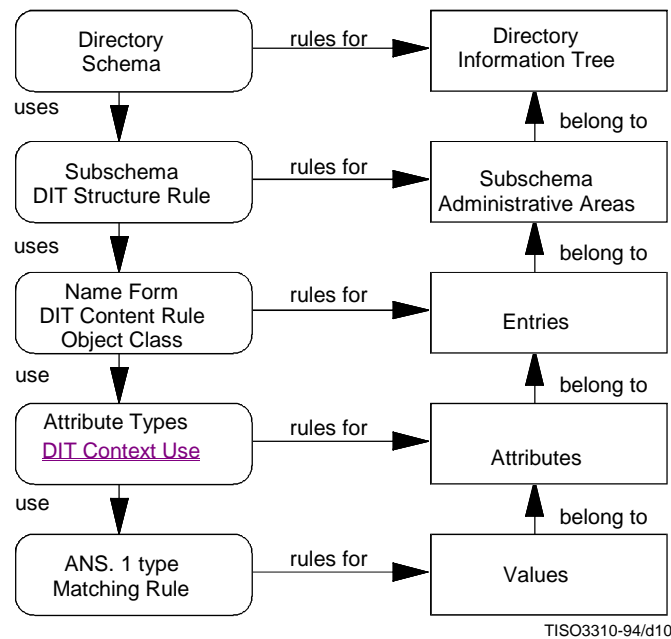 Directory
Schema
rules for
Directory
Information Tree
uses
belong to
Subschema
DIT Structure Rule
rules for
Subschema
Administrative Areas
uses
belong to
Name Form
DIT Content Rule
Object Class
rules for
Entries
use
belong to
Attribute Types
DIT Context Use
rules for
Attributes
use
belong to
ANS. 1 type
Matching Rule
rules for
Values
TISO3310-94/d10